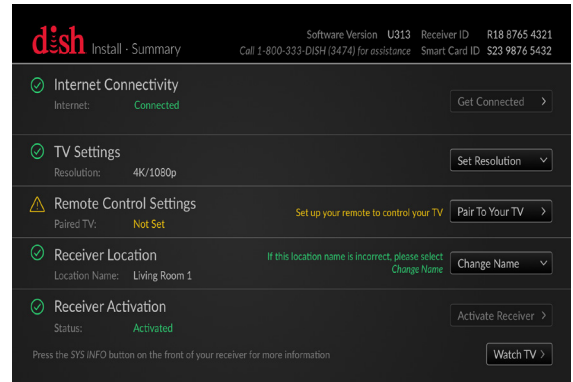 dish Install - Summary
Software Version U313 Receiver ID R18 8765 4321
Call 1-800-333-DISH (3474) for assistance Smart Card ID S23 9876 5432
Internet Connectivity
Internet: Connected
Get Connected >
TV Settings
Resolution: 4K/1080p
Set Resolution
Remote Control Settings
Paired TV: Not Set
Set up your remote to control your TV
Pair To Your TV >
Receiver Location
Location Name: Living Room 1
If this location name is incorrect, please select
Change Name
Change Name
Receiver Activation
Status: Activated
Activate Receiver >
Press the SYS INFO button on the front of your receiver for more information
Watch TV >